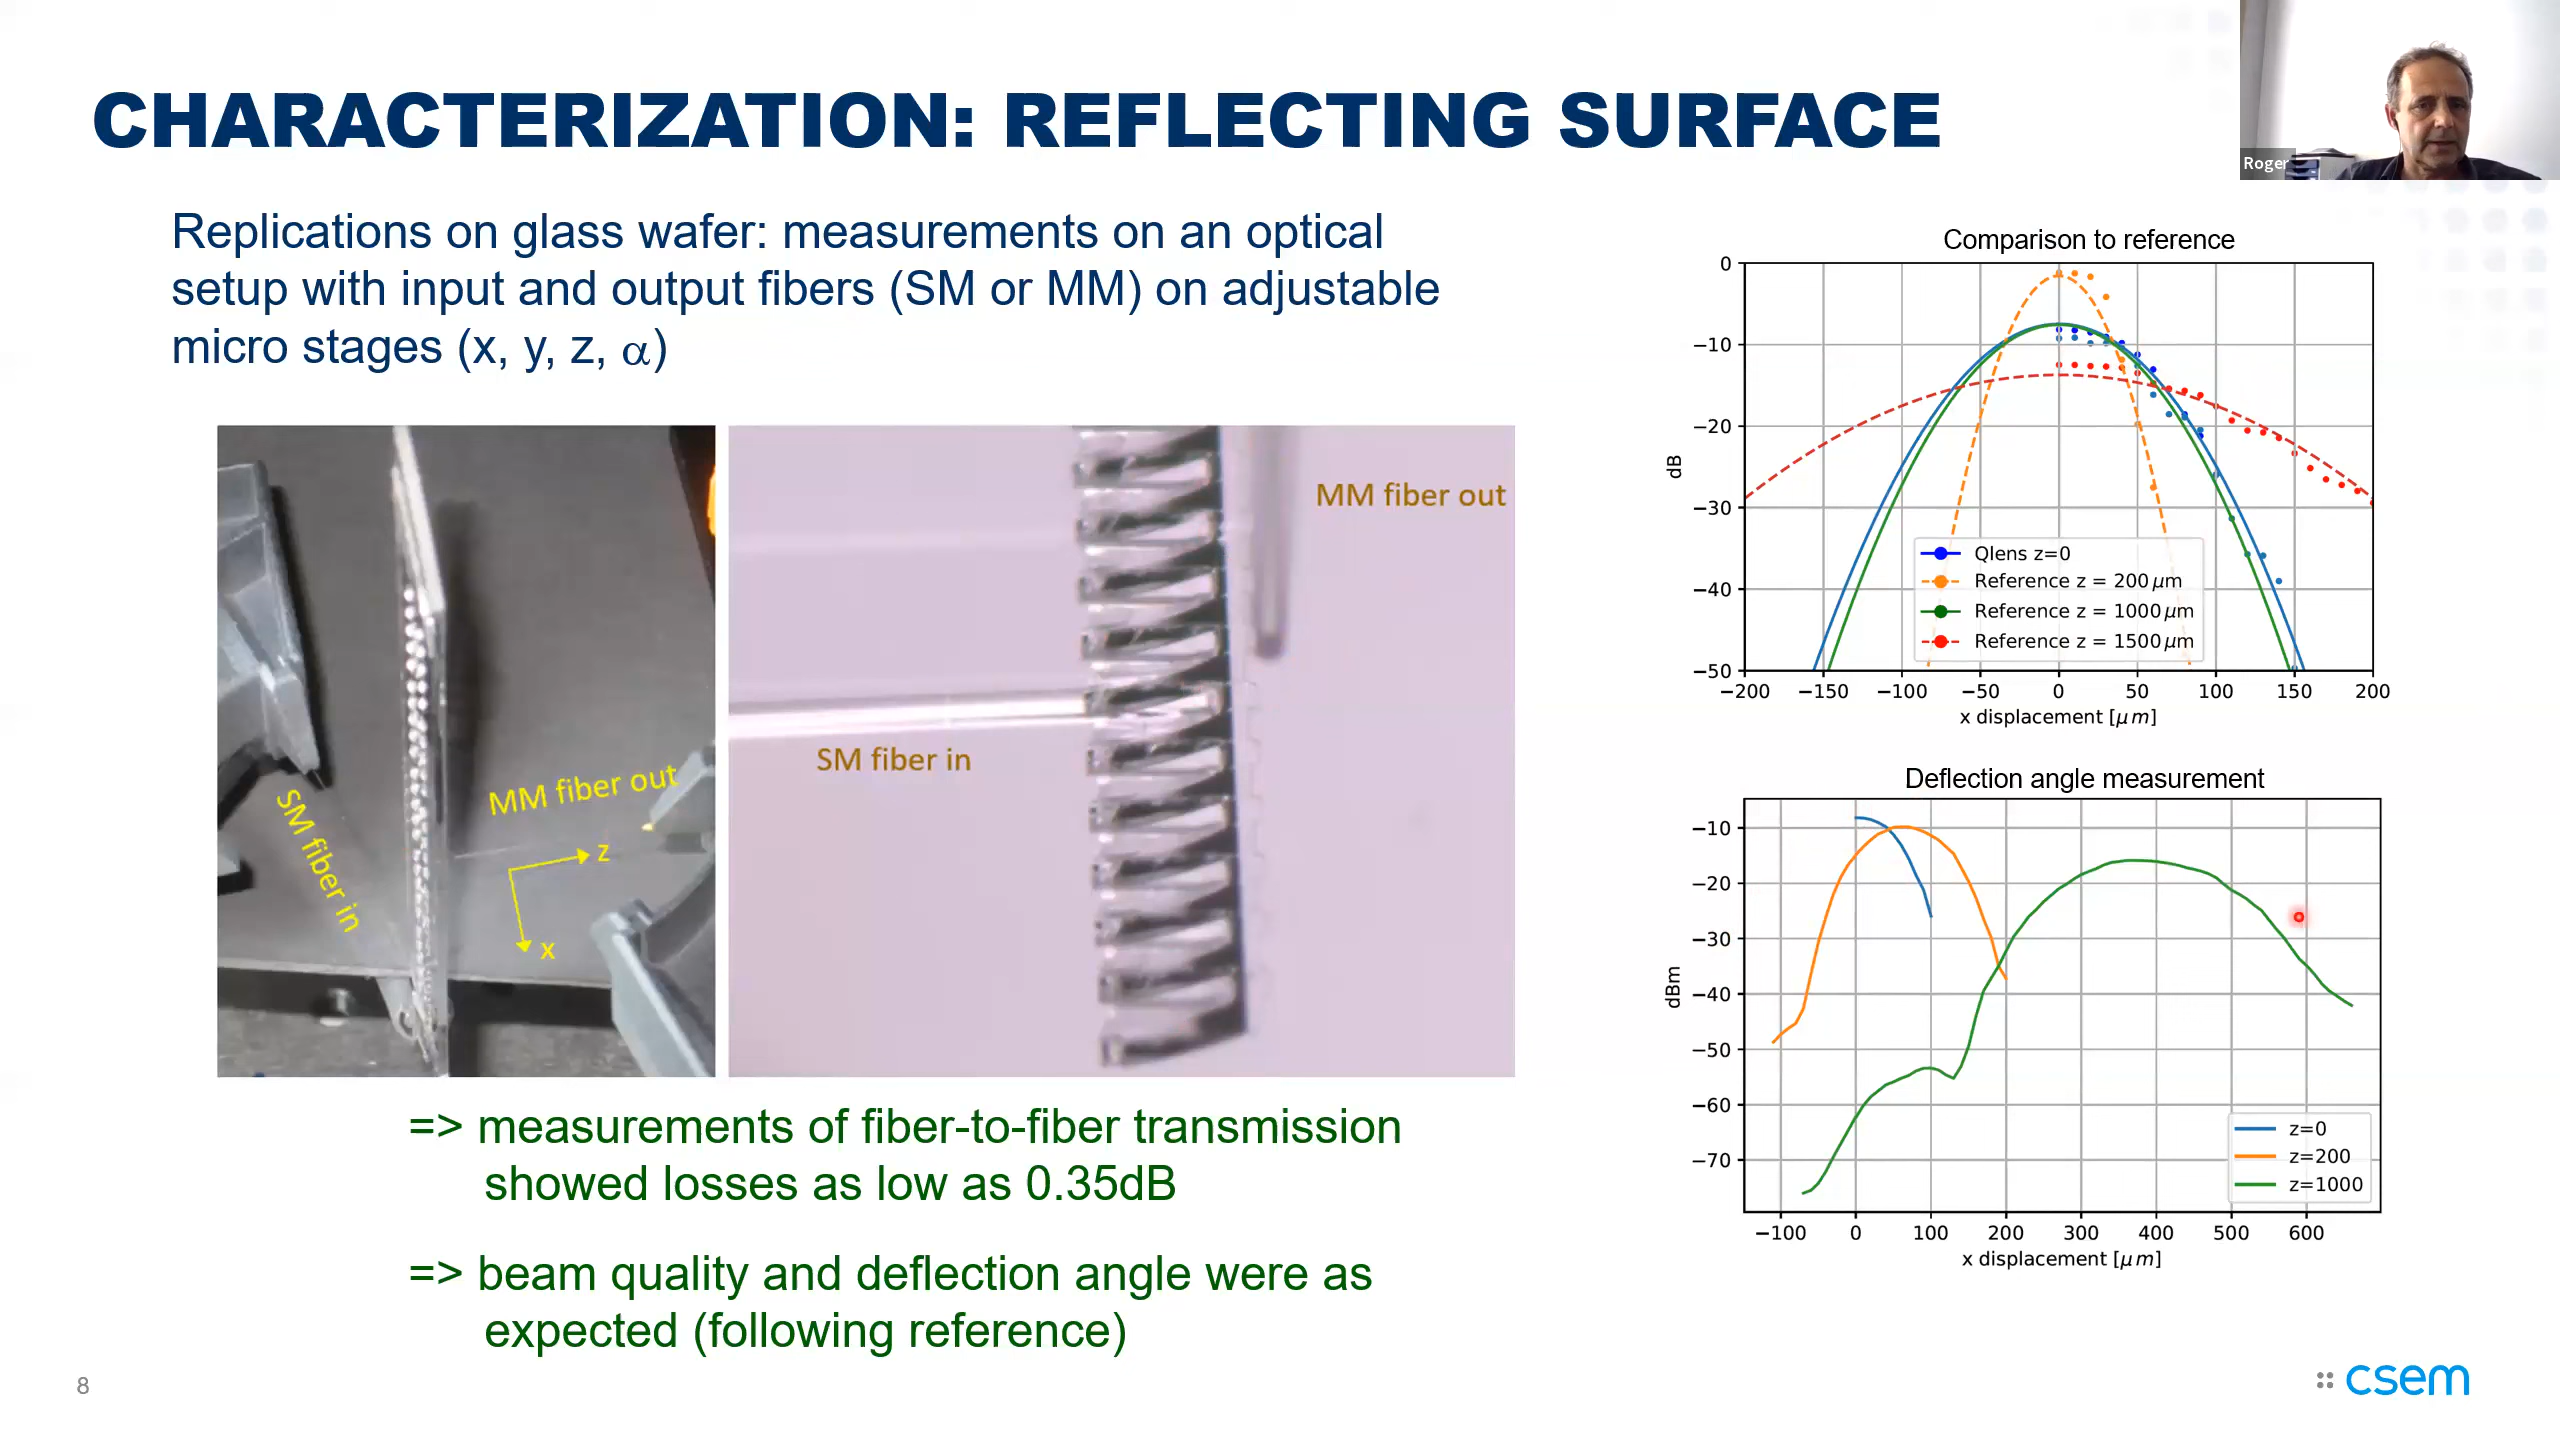 CHARACTERIZATION: REFLECTING SURFACE
Roger
Replications on glass wafer: measurements on an optical
setup with input and output fibers (SM or MM) on adjustable
micro stages (x, y, z, α)
SM fiber in
MM fiber out
z
x
MM fiber out
SM fiber in
=> measurements of fiber-to-fiber transmission
showed losses as low as 0.35dB
=> beam quality and deflection angle were as
expected (following reference)
Comparison to reference
0
−10
−20
−30
−40
−50
dB
Qlens z=0
Reference z = 200 μm
Reference z = 1000 μm
Reference z = 1500 μm
−200 −150 −100 −50 0 50 100 150 200
x displacement [μm]
Deflection angle measurement
−10
−20
−30
−40
−50
−60
−70
dBm
z=0
z=200
z=1000
−100 0 100 200 300 400 500 600
x displacement [μm]
8
csem